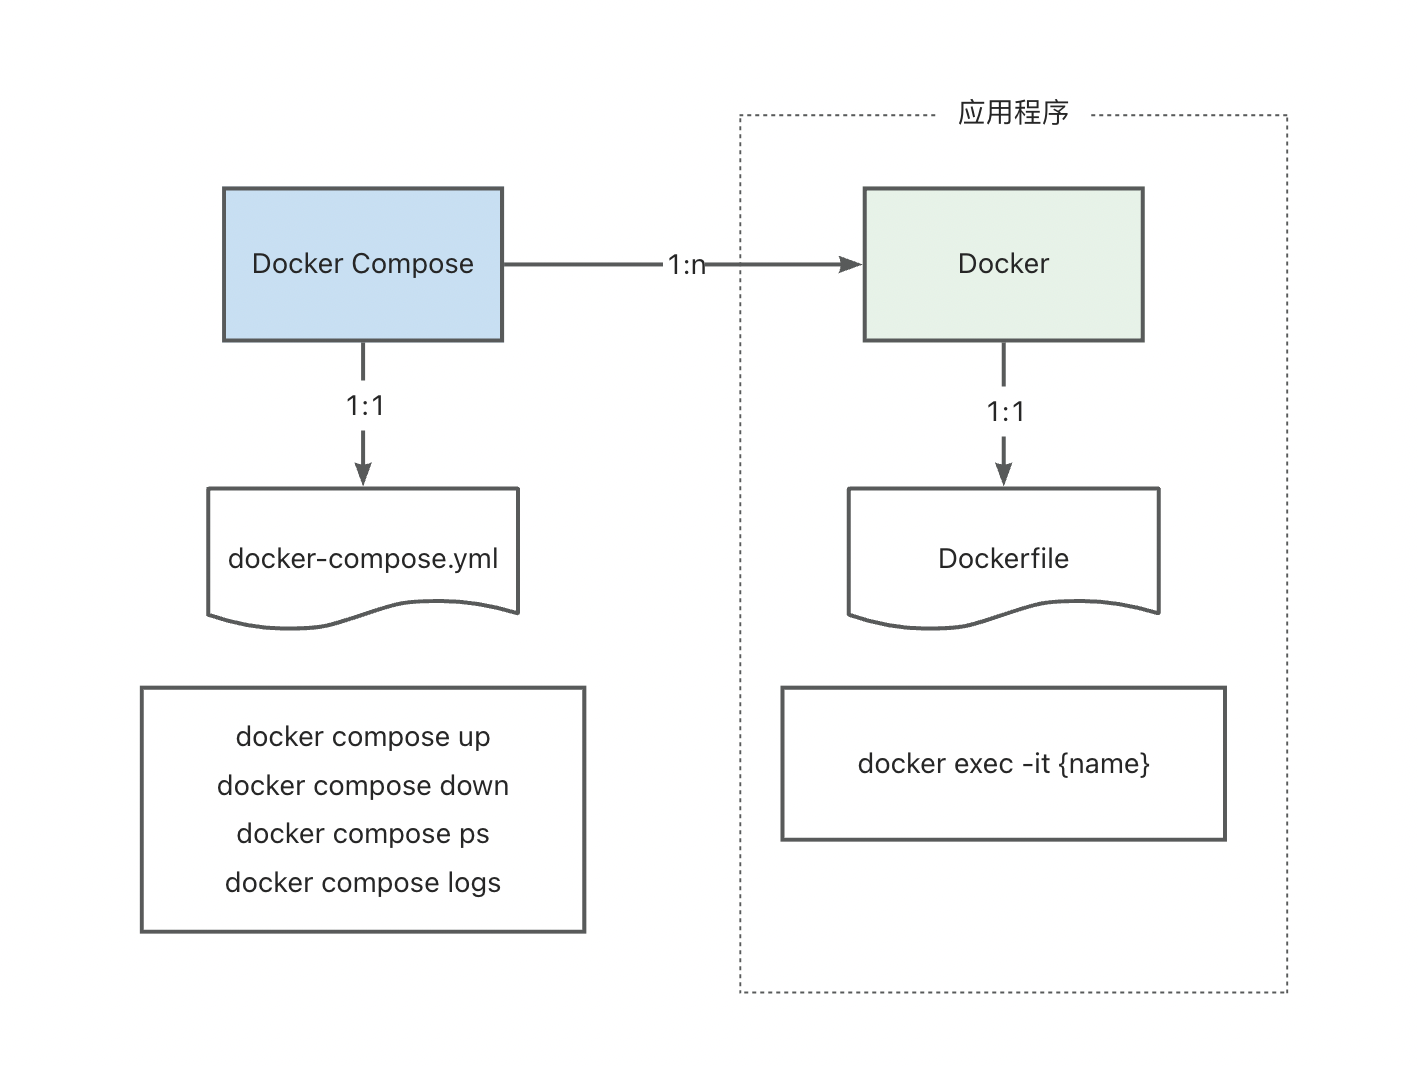 应用程序
Docker Compose
1:n
Docker
1:1
1:1
docker-compose.yml
Dockerfile
docker compose up
docker compose down
docker compose ps
docker compose logs
docker exec -it {name}